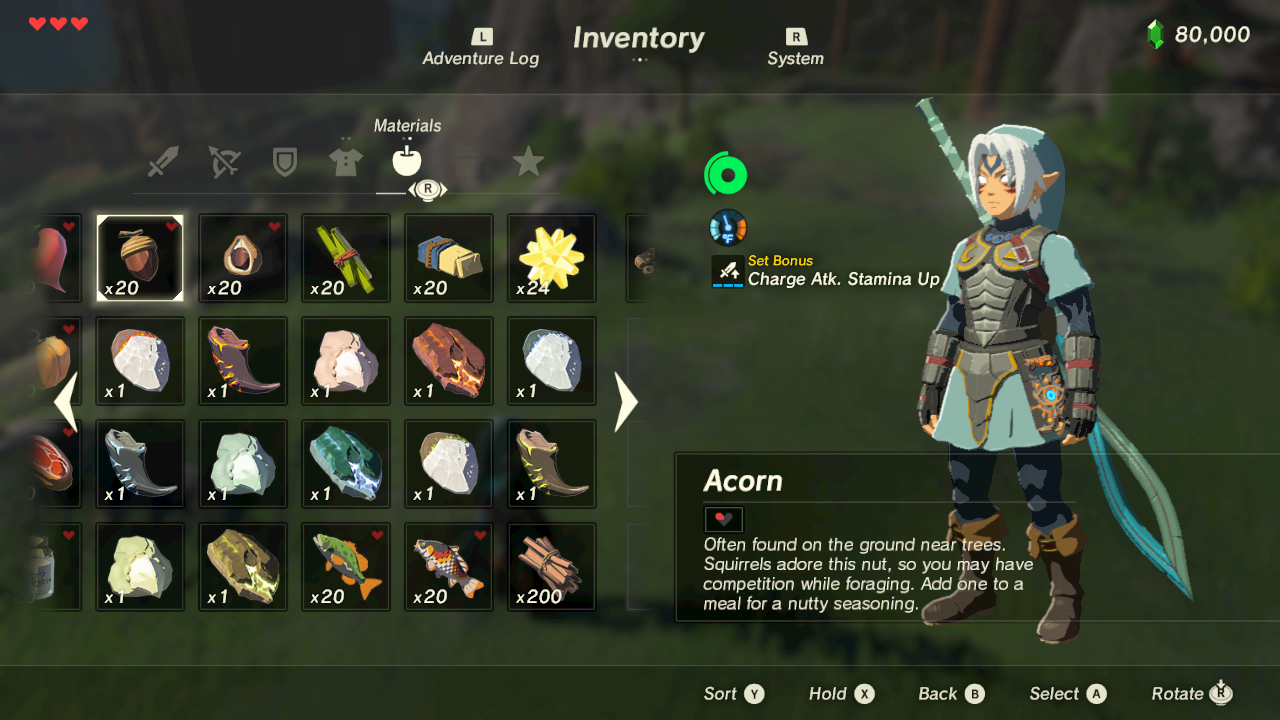 L
Adventure Log
Inventory
R
System
80,000
Materials
R
°F
Set Bonus
Charge Atk. Stamina Up
x20
x20
x20
x20
x24
x1
x1
x1
x1
x1
x1
x1
x1
x1
x1
x1
x1
x20
x20
x200
Acorn
Often found on the ground near trees.
Squirrels adore this nut, so you may have
competition while foraging. Add one to a
meal for a nutty seasoning.
Sort Y
Hold X
Back B
Select A
Rotate R